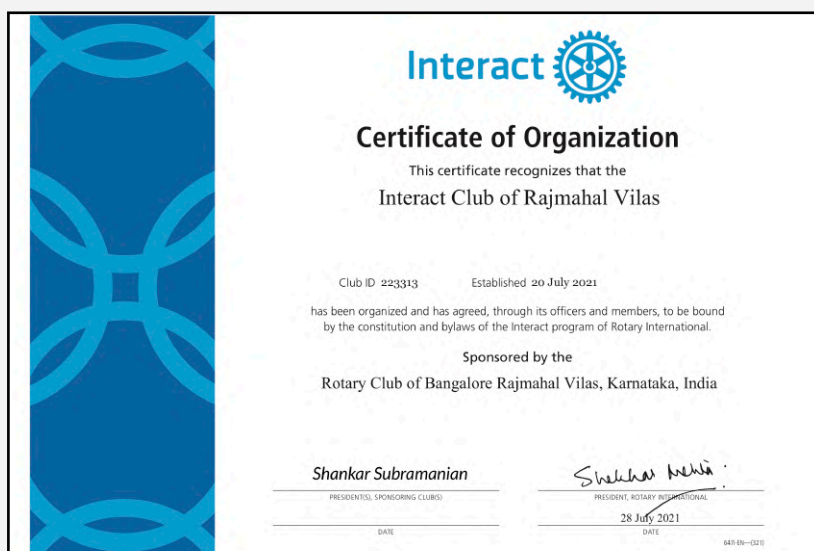 Interact
Certificate of Organization
This certificate recognizes that the
Interact Club of Rajmahal Vilas
Club ID 223313 Established 20 July 2021
has been organized and has agreed, through its officers and members, to be bound
by the constitution and bylaws of the Interact program of Rotary International.
Sponsored by the
Rotary Club of Bangalore Rajmahal Vilas, Karnataka, India
Shankar Subramanian
Shekhar Mehta
PRESIDENT(S), SPONSORING CLUB(S)
PRESIDENT, ROTARY INTERNATIONAL
28 July 2021
DATE
DATE
647I-EN—(321)